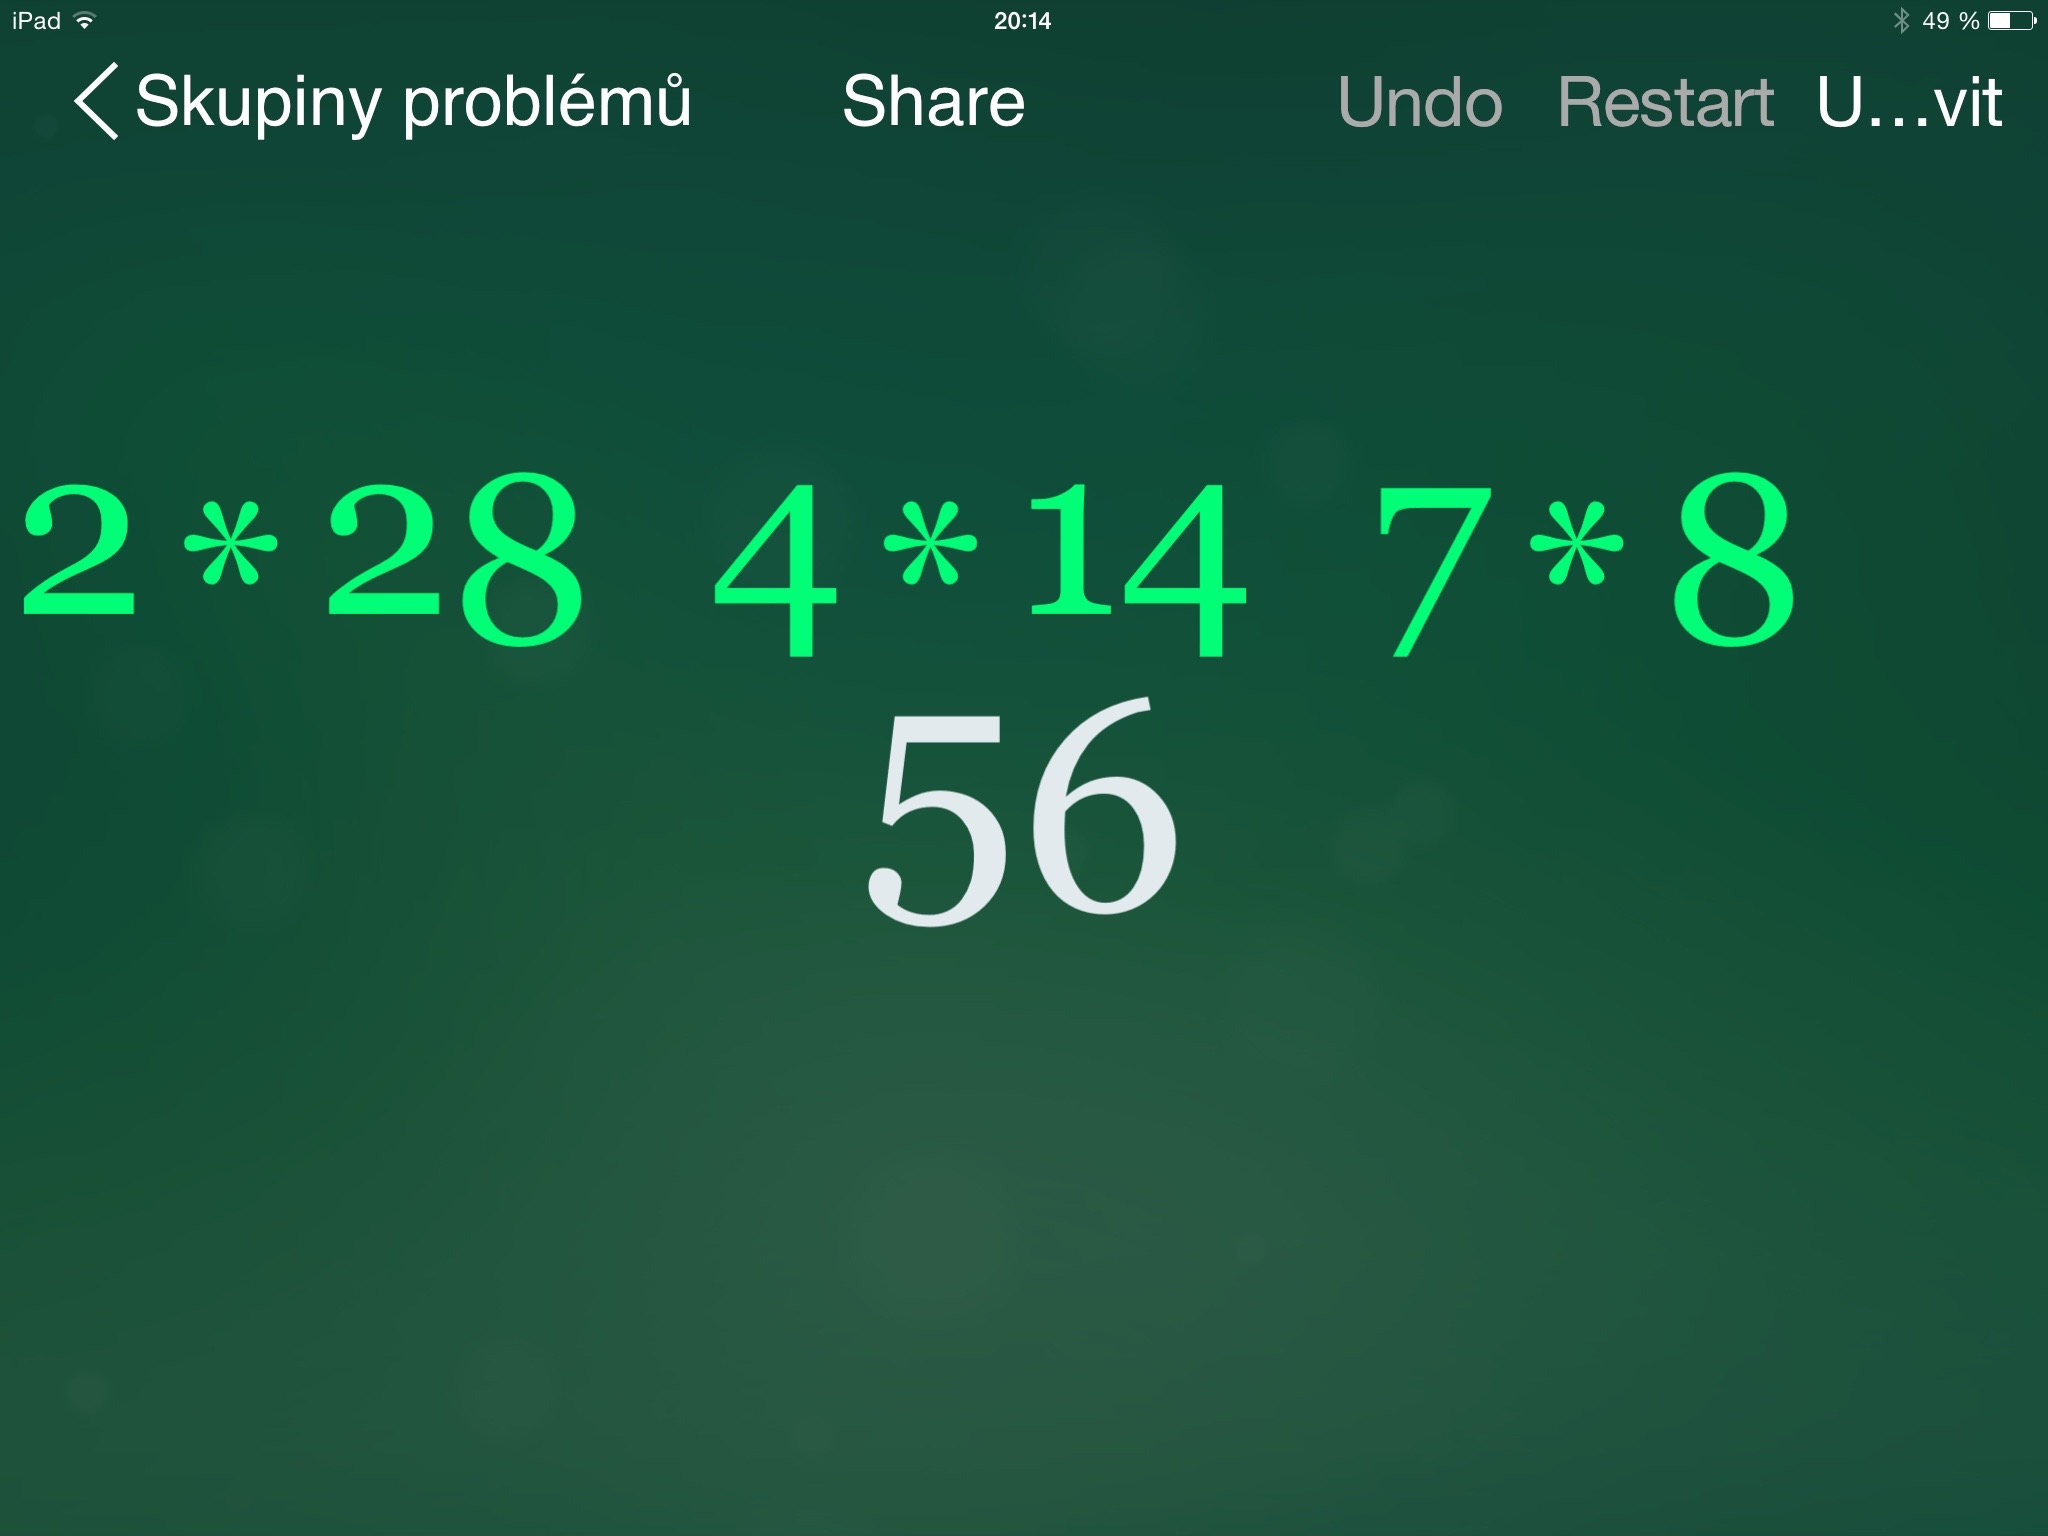 iPad 20:14 49 %
Skupiny problémů Share Undo Restart U...vit
2*28 4*14 7*8
56